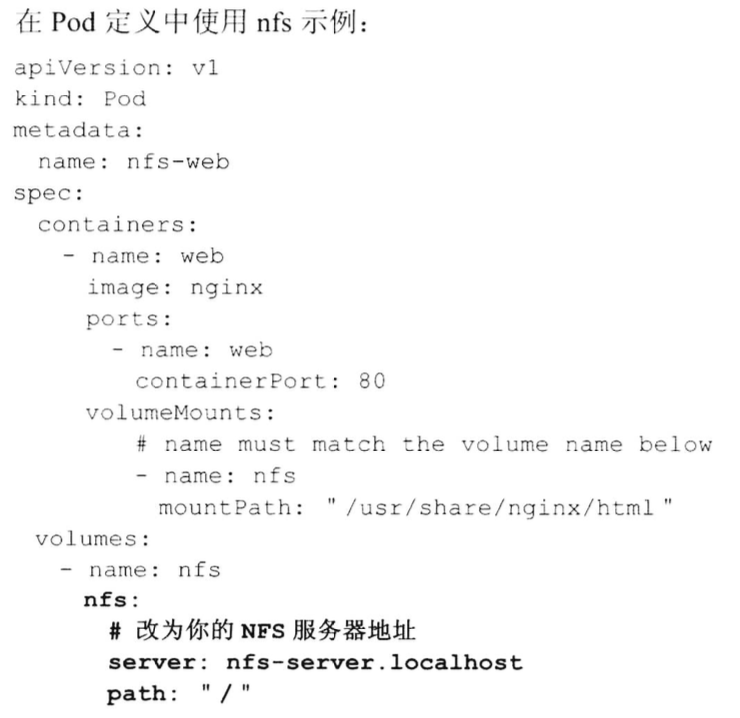 在 Pod 定义中使用 nfs 示例：
apiVersion: v1
kind: Pod
metadata:
  name: nfs-web
spec:
  containers:
    - name: web
      image: nginx
      ports:
        - name: web
          containerPort: 80
      volumeMounts:
          # name must match the volume name below
          - name: nfs
            mountPath: "/usr/share/nginx/html"
  volumes:
    - name: nfs
      nfs:
        # 改为你的 NFS 服务器地址
        server: nfs-server.localhost
        path: "/"